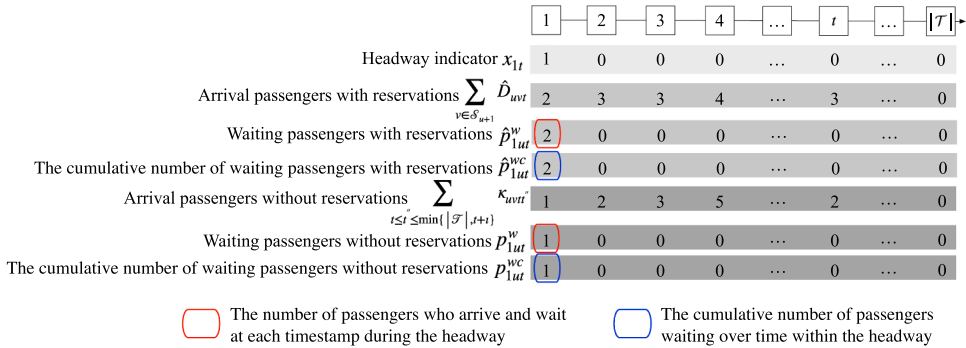 1 2 3 4 ... t ... |𝒯|
Headway indicator x_{1t} 1 0 0 0 ... 0 ... 0
Arrival passengers with reservations ∑_{v∈𝒮_{u+1}} D̂_{uvt} 2 3 3 4 ... 3 ... 0
Waiting passengers with reservations p̂^w_{1ut} 2 0 0 0 ... 0 ... 0
The cumulative number of waiting passengers with reservations p̂^{wc}_{1ut} 2 0 0 0 ... 0 ... 0
Arrival passengers without reservations ∑_{t≤t''≤min{|𝒯|,t+ι}} κ_{uvtt''} 1 2 3 5 ... 2 ... 0
Waiting passengers without reservations p^w_{1ut} 1 0 0 0 ... 0 ... 0
The cumulative number of waiting passengers without reservations p^{wc}_{1ut} 1 0 0 0 ... 0 ... 0
The number of passengers who arrive and wait
at each timestamp during the headway
The cumulative number of passengers
waiting over time within the headway